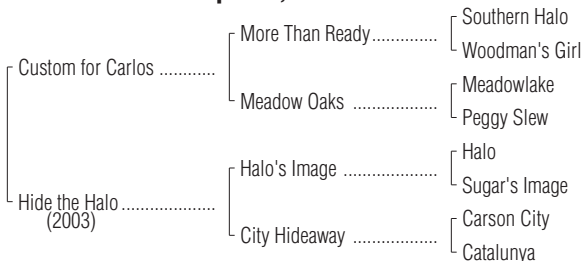 Southern Halo
More Than Ready..............
Woodman's Girl
Custom for Carlos ............
Meadowlake
Meadow Oaks ..................
Peggy Slew
Halo
Halo's Image ....................
Sugar's Image
Hide the Halo ....................
(2003)
Carson City
City Hideaway ..................
Catalunya